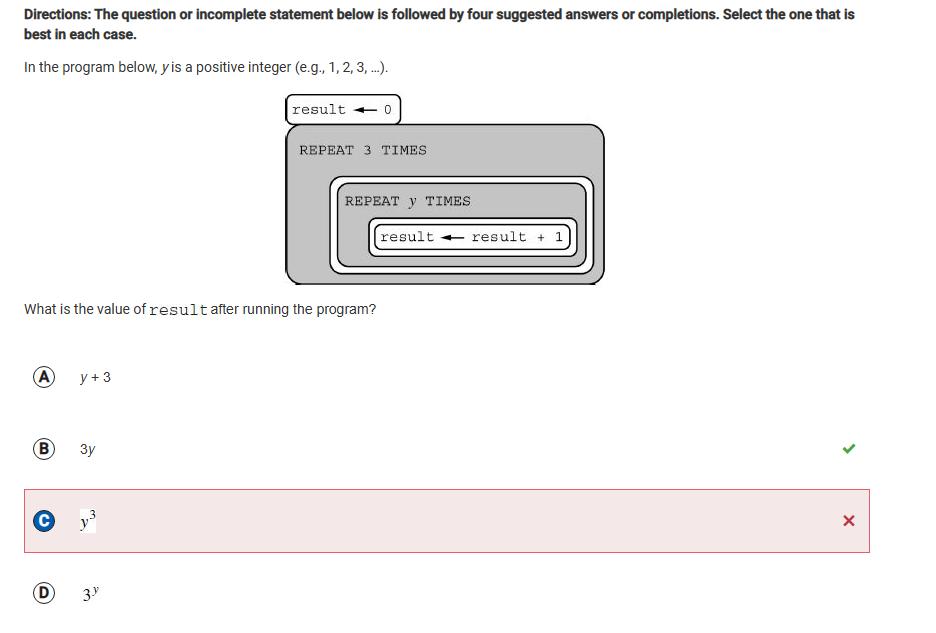 Directions: The question or incomplete statement below is followed by four suggested answers or completions. Select the one that is
best in each case.
In the program below, y is a positive integer (e.g., 1, 2, 3, ...).
result ← 0
REPEAT 3 TIMES
REPEAT y TIMES
result ← result + 1
What is the value of result after running the program?
A y + 3
B 3y
C y³
D 3ʸ